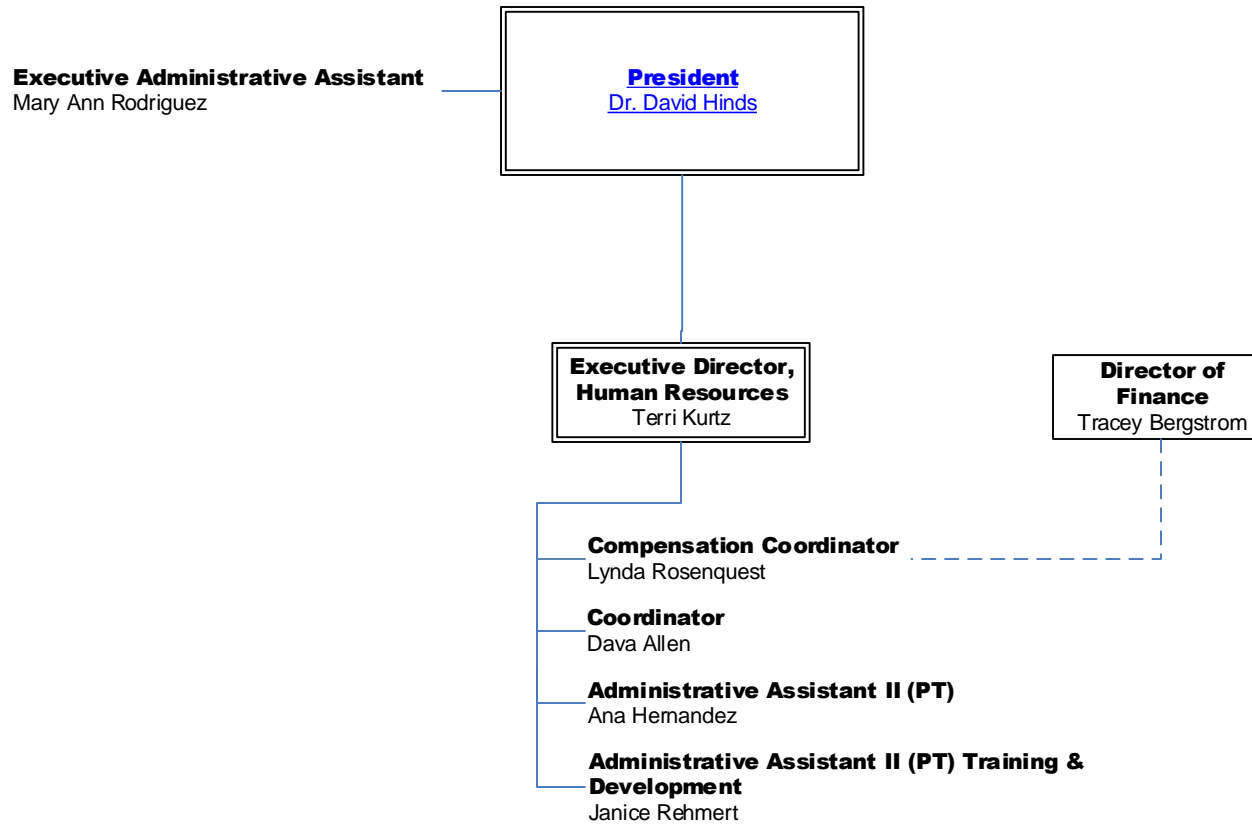 Executive Administrative Assistant
Mary Ann Rodriguez
President
Dr. David Hinds
Executive Director,
Human Resources
Terri Kurtz
Director of
Finance
Tracey Bergstrom
Compensation Coordinator
Lynda Rosenquest
Coordinator
Dava Allen
Administrative Assistant II (PT)
Ana Hernandez
Administrative Assistant II (PT) Training &
Development
Janice Rehmert